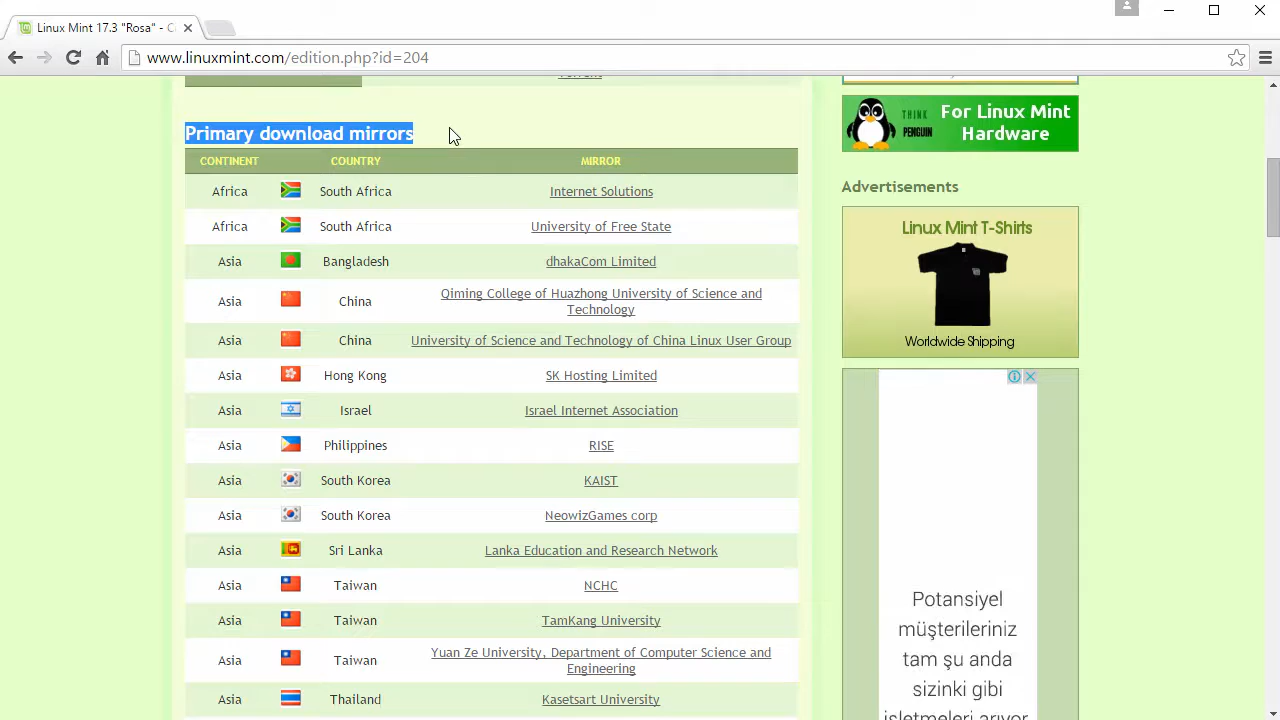 Linux Mint 17.3 "Rosa" - C
www.linuxmint.com/edition.php?id=204
Torrent
Primary download mirrors
CONTINENT COUNTRY MIRROR
Africa South Africa Internet Solutions
Africa South Africa University of Free State
Asia Bangladesh dhakaCom Limited
Asia China Qiming College of Huazhong University of Science and
Technology
Asia China University of Science and Technology of China Linux User Group
Asia Hong Kong SK Hosting Limited
Asia Israel Israel Internet Association
Asia Philippines RISE
Asia South Korea KAIST
Asia South Korea NeowizGames corp
Asia Sri Lanka Lanka Education and Research Network
Asia Taiwan NCHC
Asia Taiwan TamKang University
Asia Taiwan Yuan Ze University, Department of Computer Science and
Engineering
Asia Thailand Kasetsart University
THINK
PENGUIN
For Linux Mint
Hardware
Advertisements
Linux Mint T-Shirts
Worldwide Shipping
Potansiyel
müşterileriniz
tam şu anda
sizinki gibi
işletmeleri arıyor